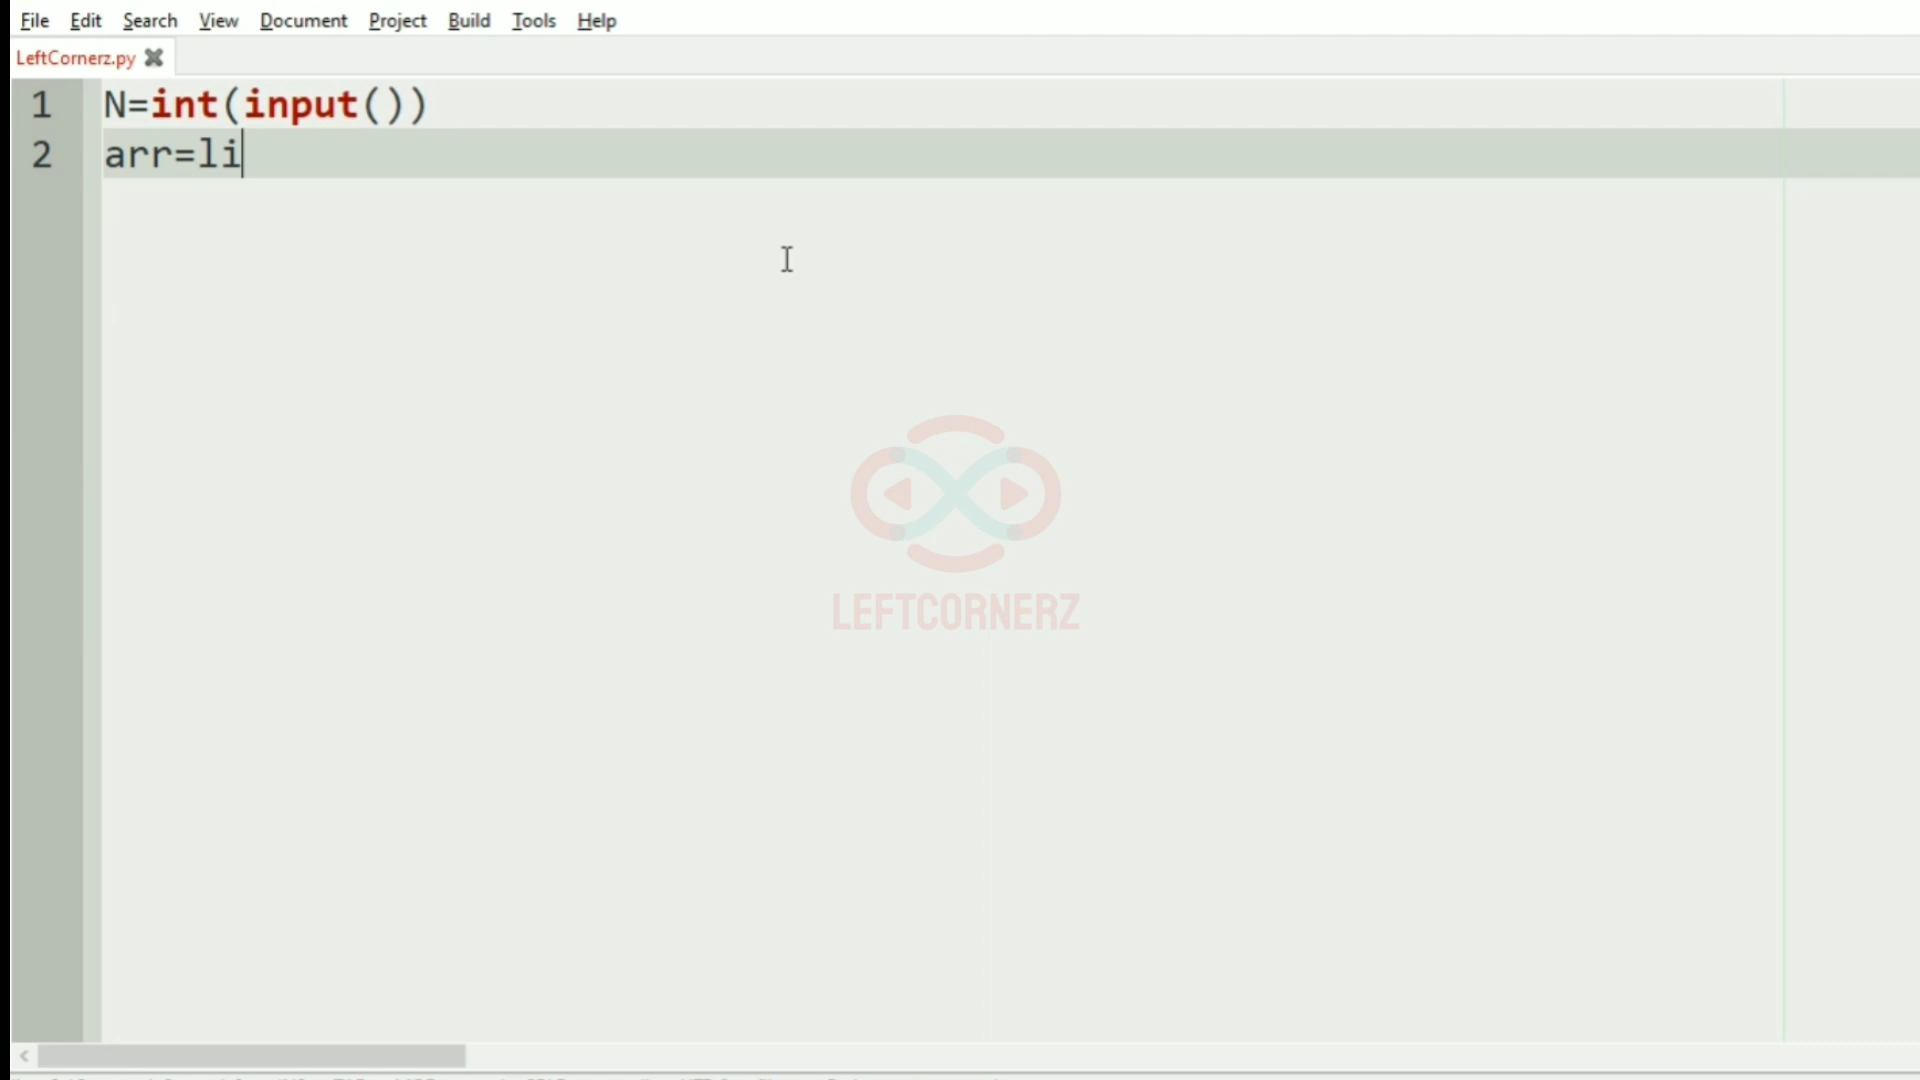 File Edit Search View Document Project Build Tools Help
LeftCornerz.py
1 N=int(input())
2 arr=li
LEFTCORNERZ